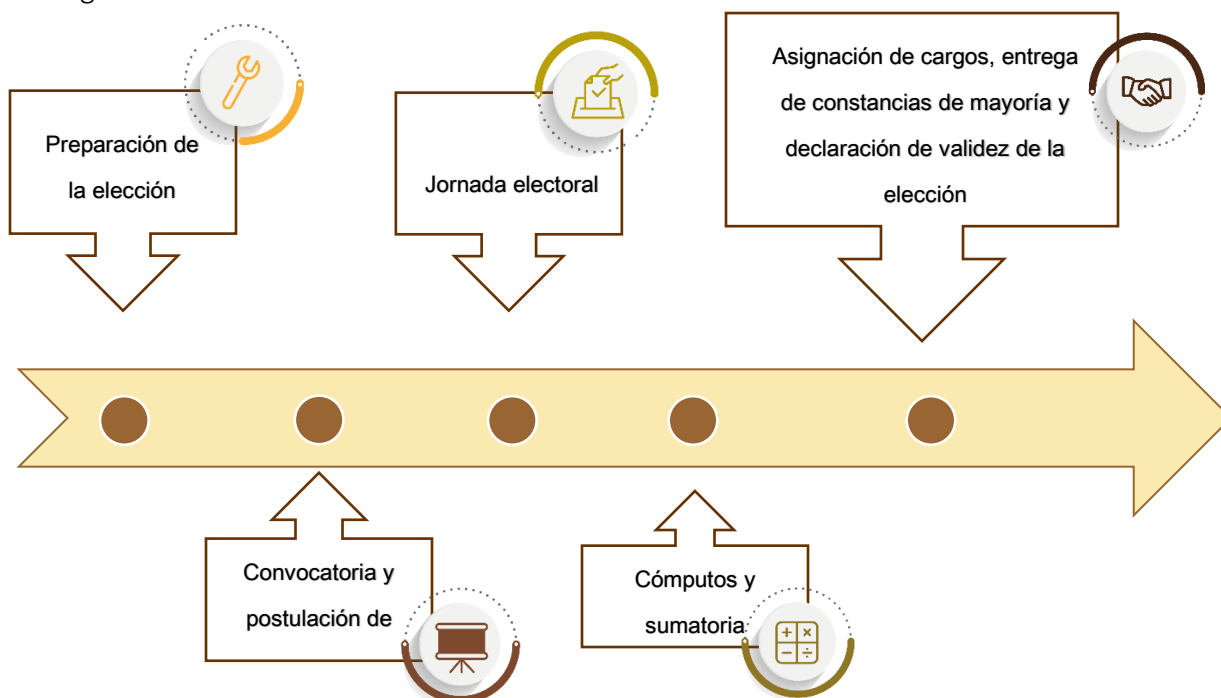 Preparación de
la elección
Jornada electoral
Asignación de cargos, entrega
de constancias de mayoría y
declaración de validez de la
elección
Convocatoria y
postulación de
Cómputos y
sumatoria